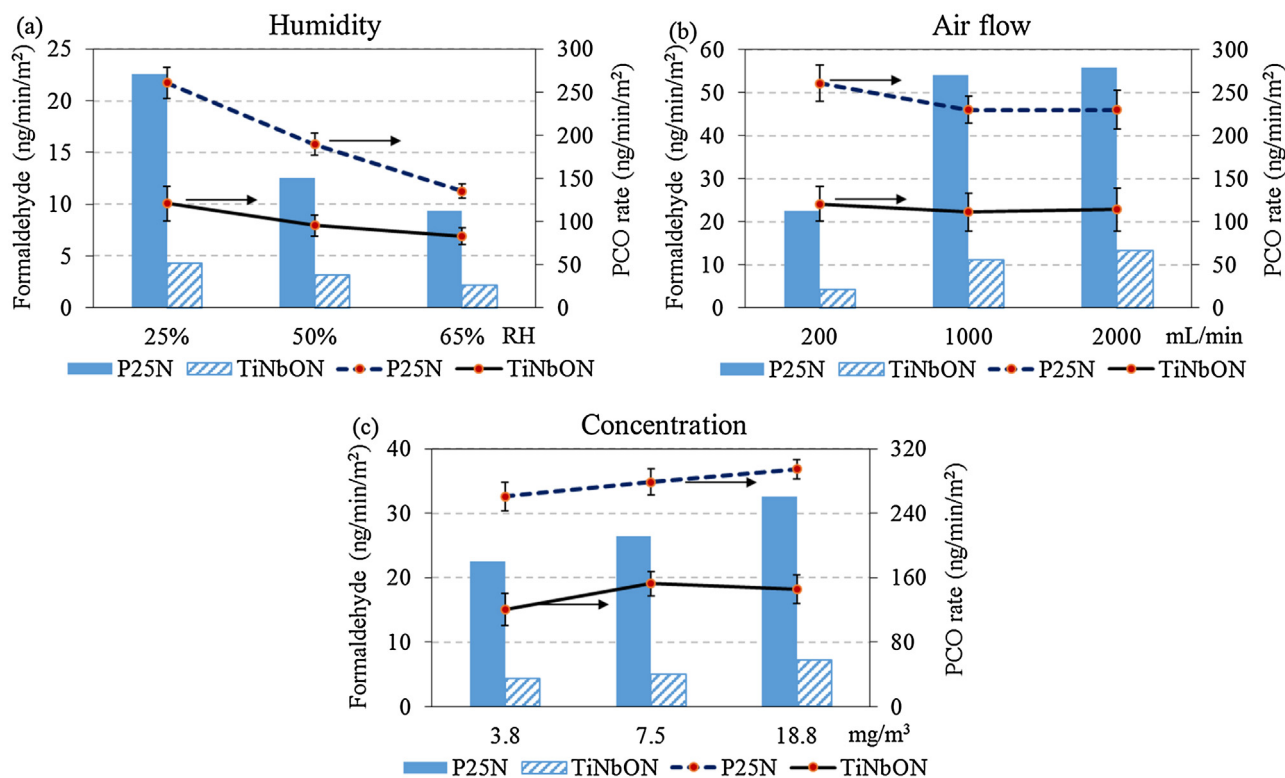 (a) Humidity
Formaldehyde (ng/min/m²)
25
20
15
10
5
0
300
250
200
150
100
50
0
PCO rate (ng/min/m²)
25% 50% 65% RH
P25N TiNbON P25N TiNbON
(b) Air flow
Formaldehyde (ng/min/m²)
60
50
40
30
20
10
0
300
250
200
150
100
50
0
PCO rate (ng/min/m²)
200 1000 2000 mL/min
P25N TiNbON P25N TiNbON
(c) Concentration
Formaldehyde (ng/min/m²)
40
30
20
10
0
320
240
160
80
0
PCO rate (ng/min/m²)
3.8 7.5 18.8 mg/m³
P25N TiNbON P25N TiNbON